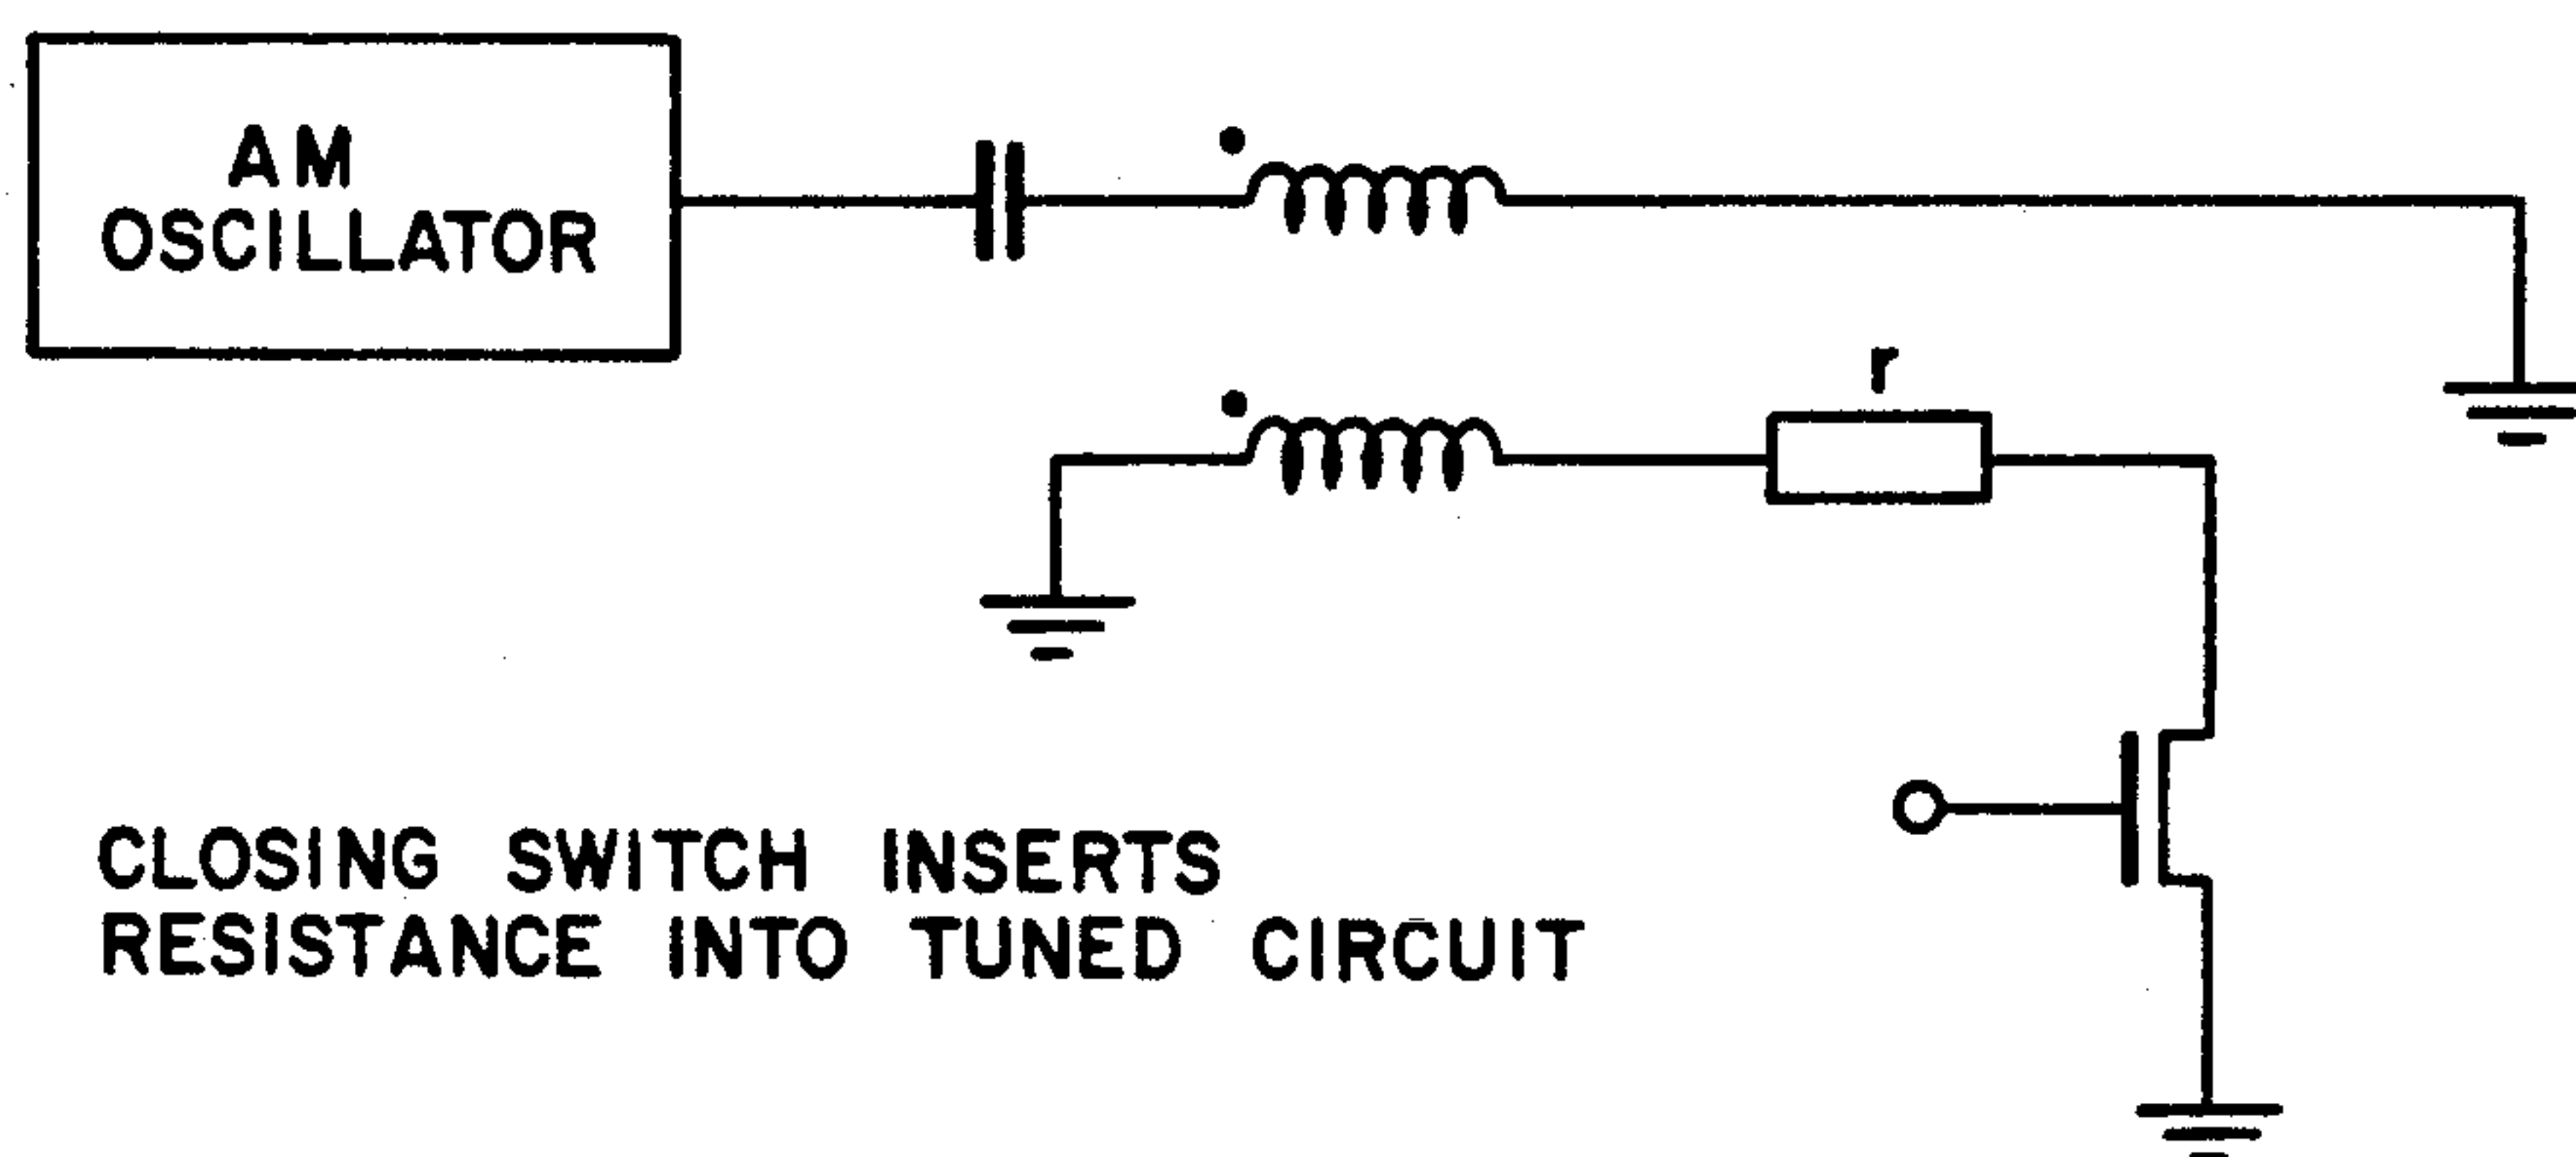 AM
OSCILLATOR
r
CLOSING SWITCH INSERTS
RESISTANCE INTO TUNED CIRCUIT